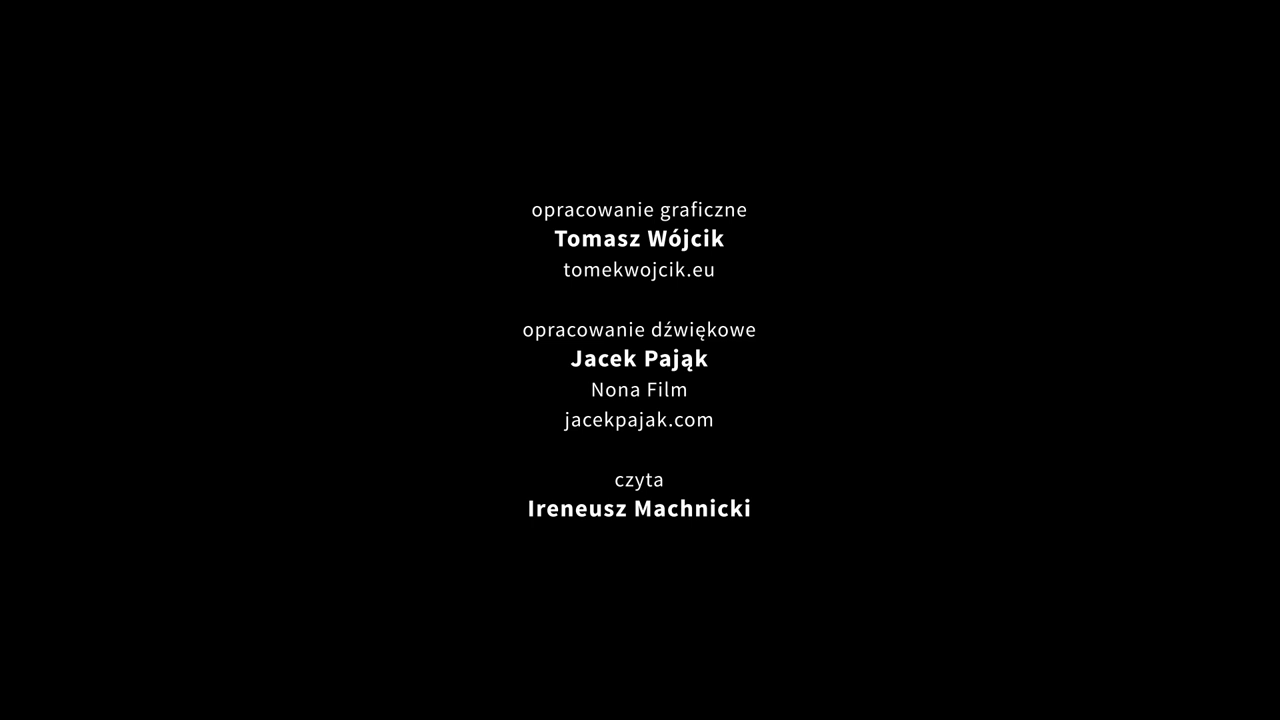 opracowanie graficzne
Tomasz Wójcik
tomekwojcik.eu
opracowanie dźwiękowe
Jacek Pająk
Nona Film
jacekpajak.com
czyta
Ireneusz Machnicki